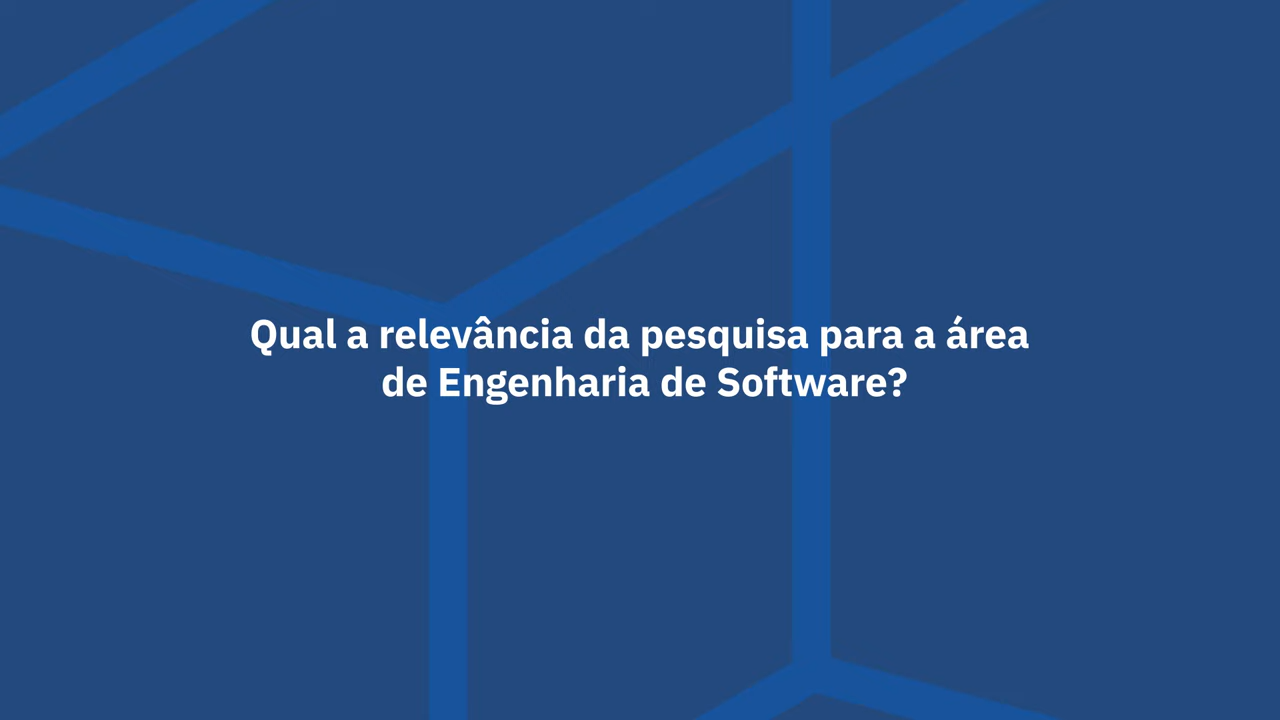 Qual a relevância da pesquisa para a área
de Engenharia de Software?